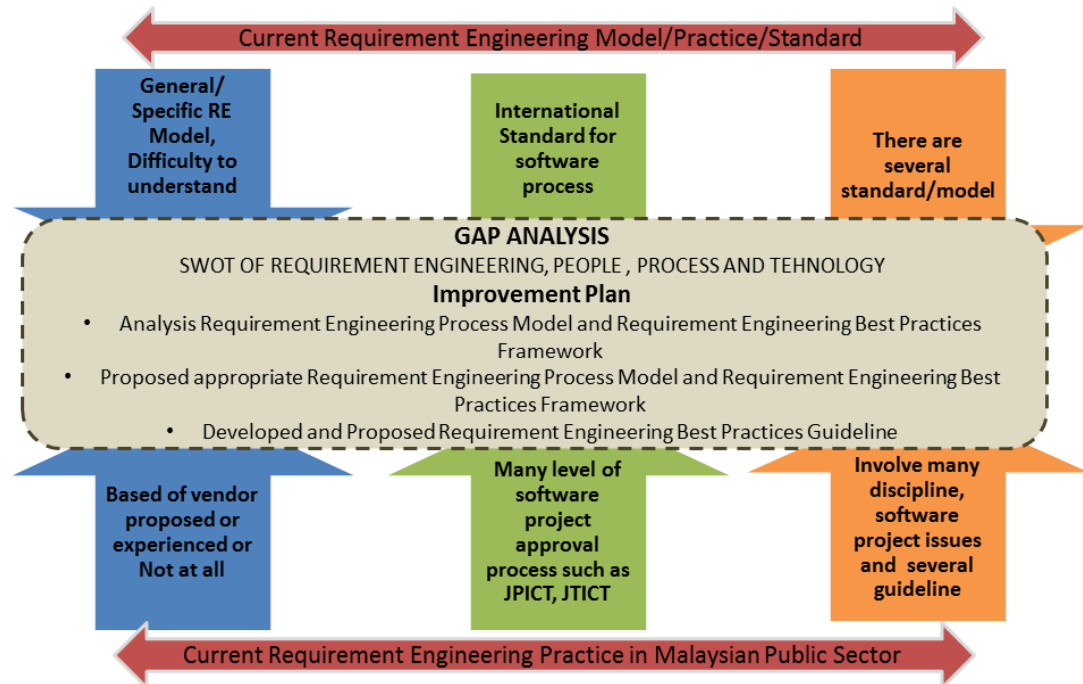 Current Requirement Engineering Model/Practice/Standard
General/
Specific RE
Model,
Difficulty to
understand
International
Standard for
software
process
There are
several
standard/model
GAP ANALYSIS
SWOT OF REQUIREMENT ENGINEERING, PEOPLE , PROCESS AND TEHNOLOGY
Improvement Plan
• Analysis Requirement Engineering Process Model and Requirement Engineering Best Practices
Framework
• Proposed appropriate Requirement Engineering Process Model and Requirement Engineering Best
Practices Framework
• Developed and Proposed Requirement Engineering Best Practices Guideline
Based of vendor
proposed or
experienced or
Not at all
Many level of
software
project
approval
process such as
JPICT, JTICT
Involve many
discipline,
software
project issues
and several
guideline
Current Requirement Engineering Practice in Malaysian Public Sector